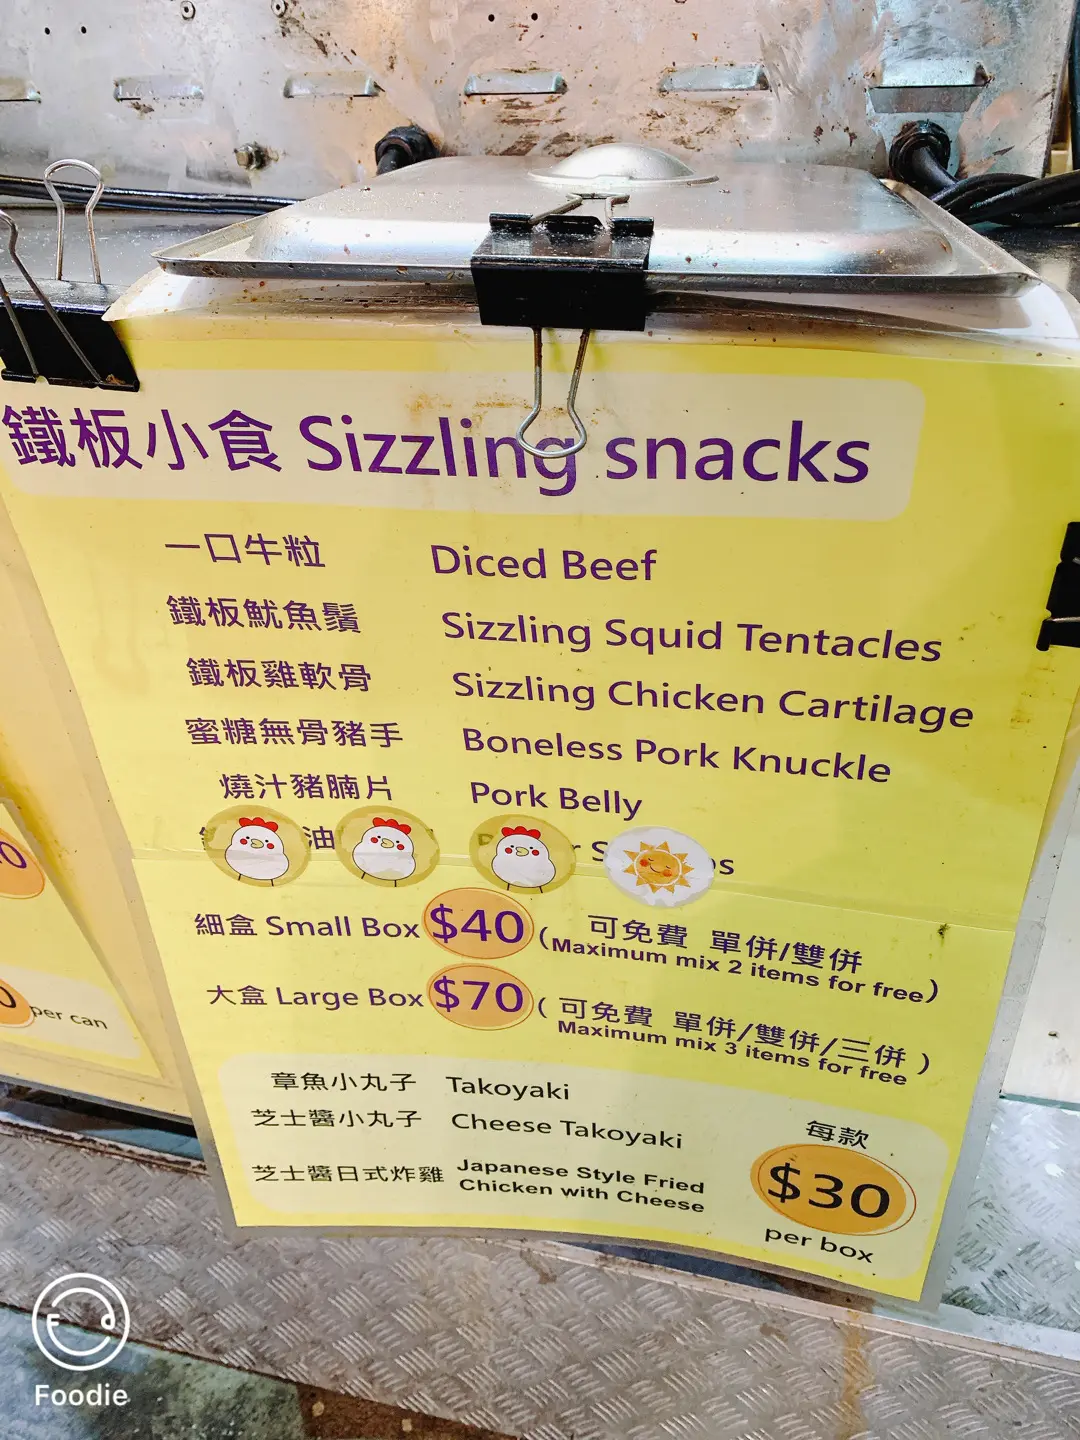 鐵板小食 Sizzling snacks
一口牛粒 Diced Beef
鐵板魷魚鬚 Sizzling Squid Tentacles
鐵板雞軟骨 Sizzling Chicken Cartilage
蜜糖無骨豬手 Boneless Pork Knuckle
燒汁豬腩片 Pork Belly
油
細盒 Small Box $40 (可免費 單併/雙併
Maximum mix 2 items for free)
大盒 Large Box $70 (可免費 單併/雙併/三併)
Maximum mix 3 items for free
章魚小丸子 Takoyaki
芝士醬小丸子 Cheese Takoyaki
芝士醬日式炸雞 Japanese Style Fried
Chicken with Cheese
每款
$30
per box
per can
Foodie